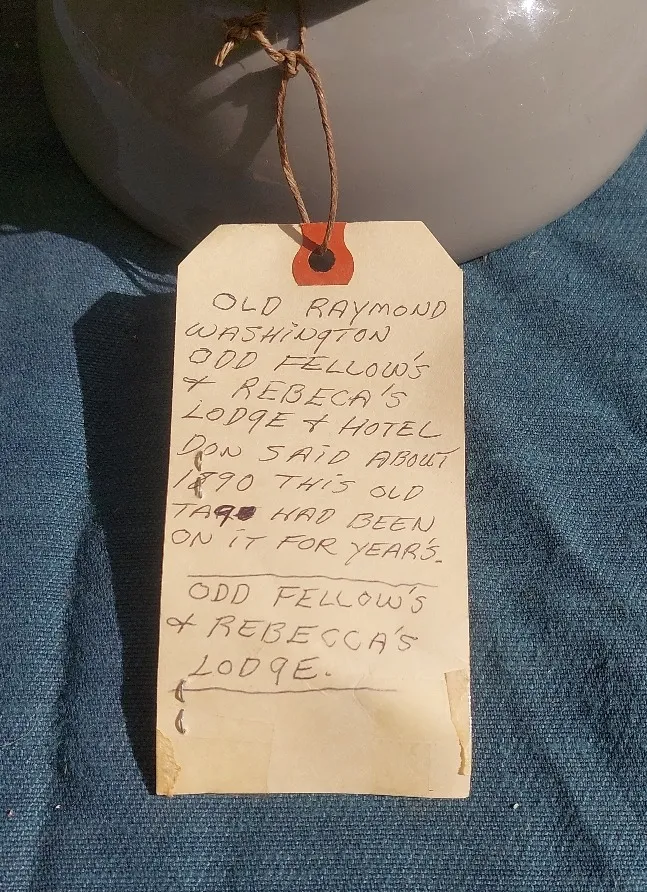 OLD RAYMOND
WASHINGTON
ODD FELLOW'S
& REBECA'S
LODGE & HOTEL
DON SAID ABOUT
1890 THIS OLD
TAG HAD BEEN
ON IT FOR YEAR'S.
ODD FELLOW'S
& REBECCA'S
LODGE.